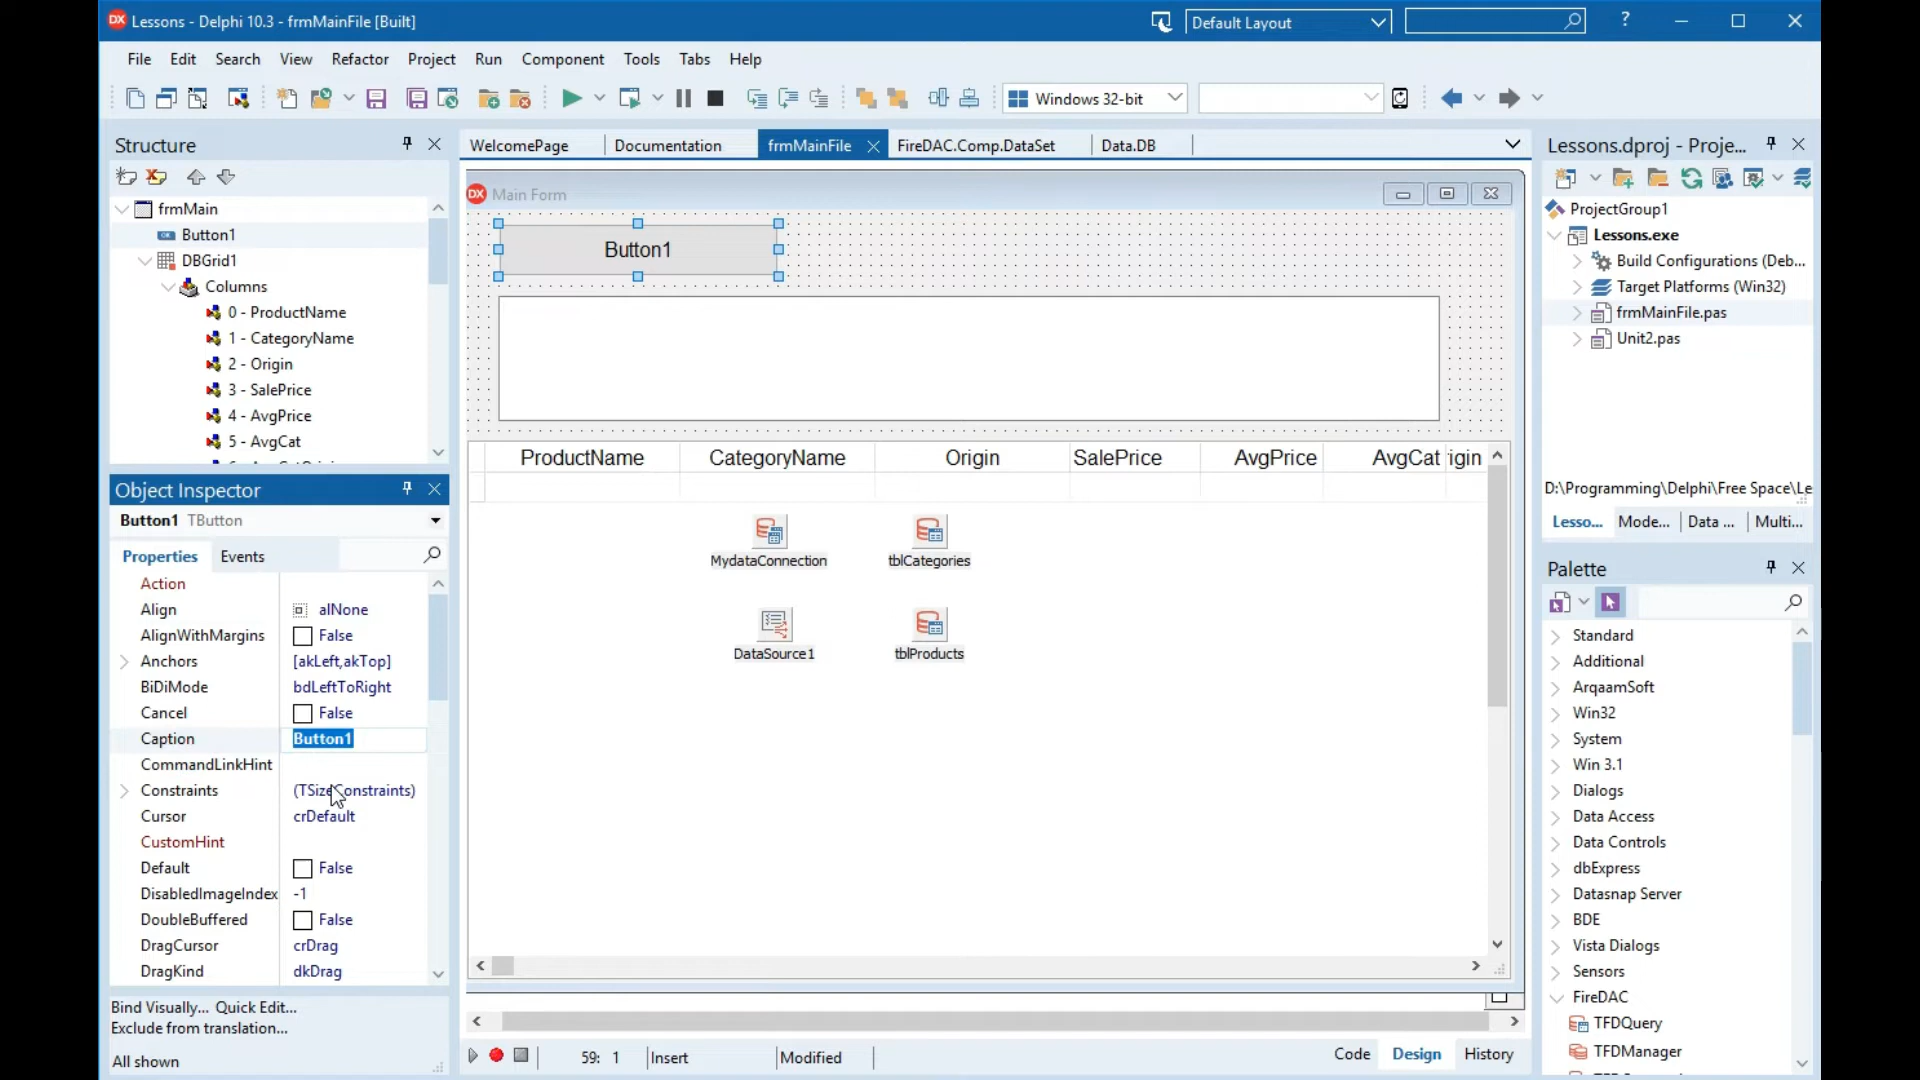 Lessons - Delphi 10.3 - frmMainFile [Built]
Default Layout
?
File Edit Search View Refactor Project Run Component Tools Tabs Help
Windows 32-bit
Structure
frmMain
Button1
DBGrid1
Columns
0 - ProductName
1 - CategoryName
2 - Origin
3 - SalePrice
4 - AvgPrice
5 - AvgCat
Object Inspector
Button1 TButton
Properties Events
Action
Align alNone
AlignWithMargins False
Anchors [akLeft,akTop]
BiDiMode bdLeftToRight
Cancel False
Caption Button1
CommandLinkHint
Constraints (TSizeConstraints)
Cursor crDefault
CustomHint
Default False
DisabledImageIndex -1
DoubleBuffered False
DragCursor crDrag
DragKind dkDrag
Bind Visually... Quick Edit...
Exclude from translation...
All shown
WelcomePage Documentation frmMainFile FireDAC.Comp.DataSet Data.DB
Main Form
Button1
ProductName CategoryName Origin SalePrice AvgPrice AvgCat igin
MydataConnection tblCategories
DataSource1 tblProducts
59: 1 Insert Modified
Code Design History
Lessons.dproj - Proje...
ProjectGroup1
Lessons.exe
Build Configurations (Deb...
Target Platforms (Win32)
frmMainFile.pas
Unit2.pas
D:\Programming\Delphi\Free Space\Le
Lesso... Mode... Data ... Multi...
Palette
Standard
Additional
ArqaamSoft
Win32
System
Win 3.1
Dialogs
Data Access
Data Controls
dbExpress
Datasnap Server
BDE
Vista Dialogs
Sensors
FireDAC
TFDQuery
TFDManager